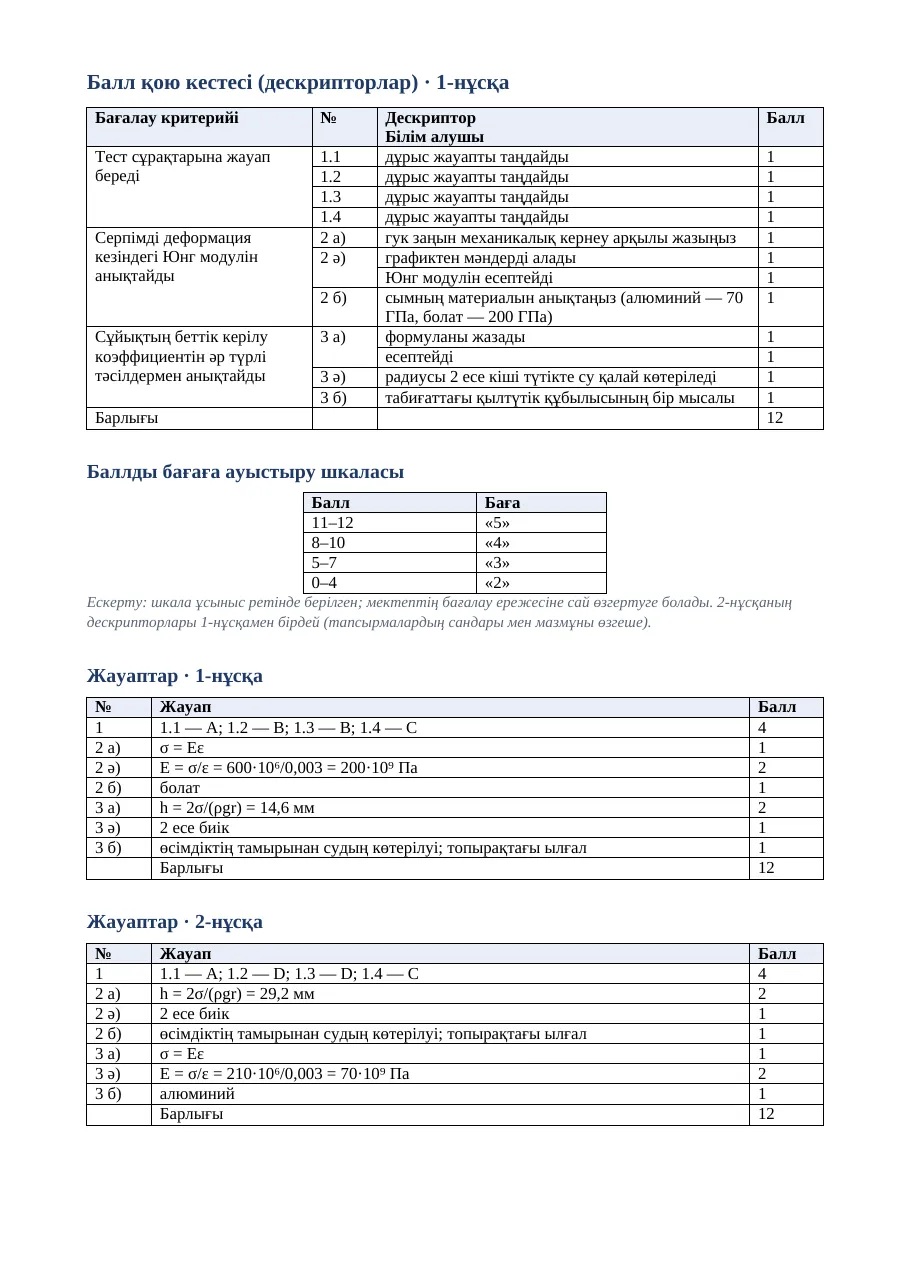 Балл қою кестесі (дескрипторлар) · 1-нұсқа
Бағалау критерийі № Дескриптор Балл
Білім алушы
Тест сұрақтарына жауап 1.1 дұрыс жауапты таңдайды 1
береді 1.2 дұрыс жауапты таңдайды 1
1.3 дұрыс жауапты таңдайды 1
1.4 дұрыс жауапты таңдайды 1
Серпімді деформация 2 а) гук заңын механикалық кернеу арқылы жазыңыз 1
кезіндегі Юнг модулін 2 ә) графиктен мәндерді алады 1
анықтайды Юнг модулін есептейді 1
2 б) сымның материалын анықтаңыз (алюминий — 70 1
ГПа, болат — 200 ГПа)
Сұйықтың беттік керілу 3 а) формуланы жазады 1
коэффициентін әр түрлі есептейді 1
тәсілдермен анықтайды 3 ә) радиусы 2 есе кіші түтікте су қалай көтеріледі 1
3 б) табиғаттағы қылтүтік құбылысының бір мысалы 1
Барлығы 12
Баллды бағаға ауыстыру шкаласы
Балл Баға
11–12 «5»
8–10 «4»
5–7 «3»
0–4 «2»
Ескерту: шкала ұсыныс ретінде берілген; мектептің бағалау ережесіне сай өзгертуге болады. 2-нұсқаның
дескрипторлары 1-нұсқамен бірдей (тапсырмалардың сандары мен мазмұны өзгеше).
Жауаптар · 1-нұсқа
№ Жауап Балл
1 1.1 — A; 1.2 — B; 1.3 — B; 1.4 — C 4
2 а) σ = Eε 1
2 ә) E = σ/ε = 600·10⁶/0,003 = 200·10⁹ Па 2
2 б) болат 1
3 а) h = 2σ/(ρgr) = 14,6 мм 2
3 ә) 2 есе биік 1
3 б) өсімдіктің тамырынан судың көтерілуі; топырақтағы ылғал 1
Барлығы 12
Жауаптар · 2-нұсқа
№ Жауап Балл
1 1.1 — A; 1.2 — D; 1.3 — D; 1.4 — C 4
2 а) h = 2σ/(ρgr) = 29,2 мм 2
2 ә) 2 есе биік 1
2 б) өсімдіктің тамырынан судың көтерілуі; топырақтағы ылғал 1
3 а) σ = Eε 1
3 ә) E = σ/ε = 210·10⁶/0,003 = 70·10⁹ Па 2
3 б) алюминий 1
Барлығы 12